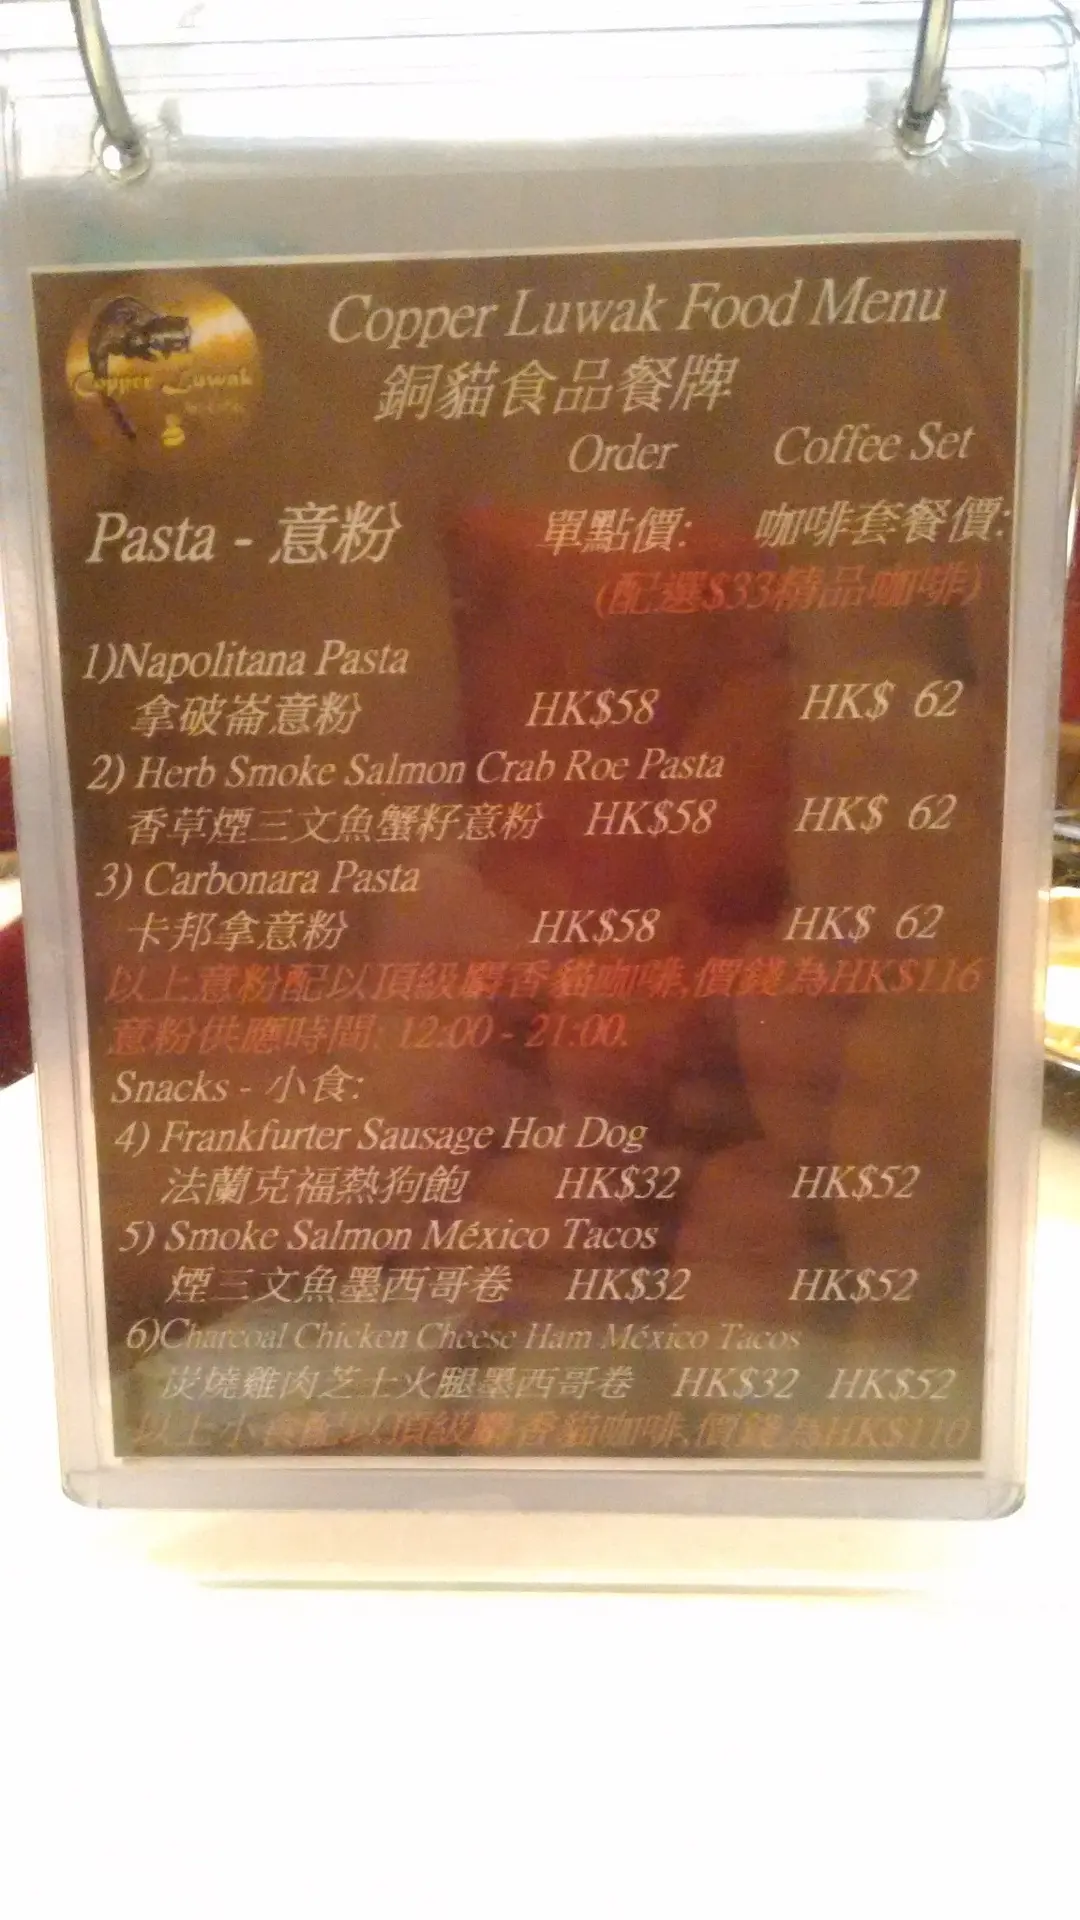 Copper Luwak
Copper Luwak Food Menu
銅貓食品餐牌
Order Coffee Set
Pasta - 意粉 單點價: 咖啡套餐價:
(配選$33精品咖啡)
1)Napolitana Pasta
拿破崙意粉 HK$58 HK$ 62
2) Herb Smoke Salmon Crab Roe Pasta
香草煙三文魚蟹籽意粉 HK$58 HK$ 62
3) Carbonara Pasta
卡邦拿意粉 HK$58 HK$ 62
以上意粉配以頂級麝香貓咖啡,價錢為HK$116
意粉供應時間: 12:00 - 21:00.
Snacks - 小食:
4) Frankfurter Sausage Hot Dog
法蘭克福熱狗飽 HK$32 HK$52
5) Smoke Salmon México Tacos
煙三文魚墨西哥卷 HK$32 HK$52
6)Charcoal Chicken Cheese Ham México Tacos
炭燒雞肉芝士火腿墨西哥卷 HK$32 HK$52
以上小食配以頂級麝香貓咖啡,價錢為HK$110